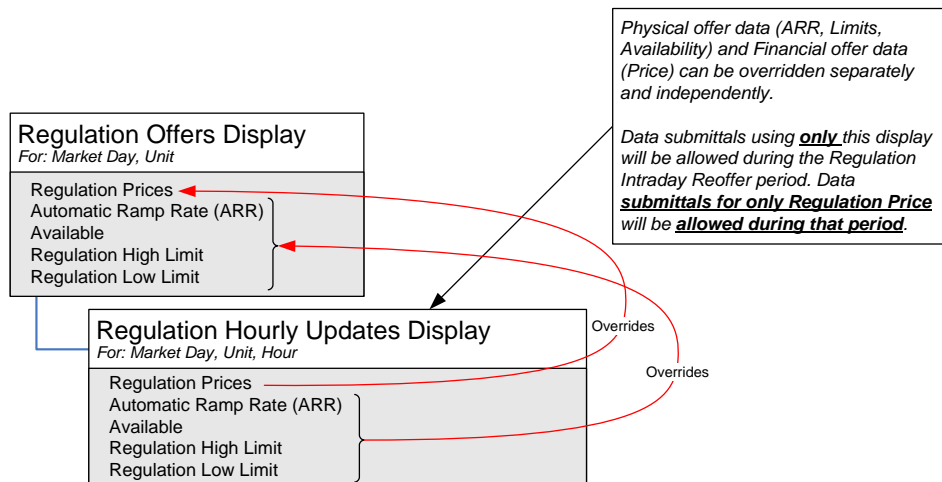 Physical offer data (ARR, Limits,
Availability) and Financial offer data
(Price) can be overridden separately
and independently.
Data submittals using only this display
will be allowed during the Regulation
Intraday Reoffer period. Data
submittals for only Regulation Price
will be allowed during that period.
Regulation Offers Display
For: Market Day, Unit
Regulation Prices
Automatic Ramp Rate (ARR)
Available
Regulation High Limit
Regulation Low Limit
Regulation Hourly Updates Display
For: Market Day, Unit, Hour
Regulation Prices
Automatic Ramp Rate (ARR)
Available
Regulation High Limit
Regulation Low Limit
Overrides
Overrides